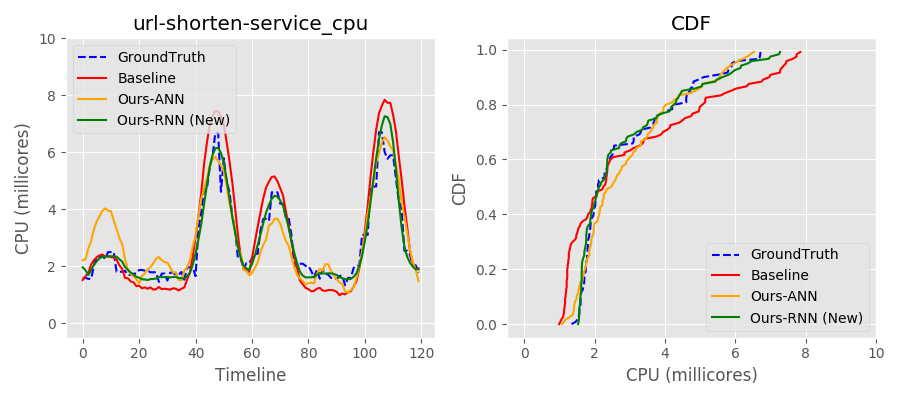 url-shorten-service_cpu
CPU (millicores)
10
8
6
4
2
0
GroundTruth
Baseline
Ours-ANN
Ours-RNN (New)
0 20 40 60 80 100 120
Timeline
CDF
CDF
1.0
0.8
0.6
0.4
0.2
0.0
GroundTruth
Baseline
Ours-ANN
Ours-RNN (New)
0 2 4 6 8 10
CPU (millicores)